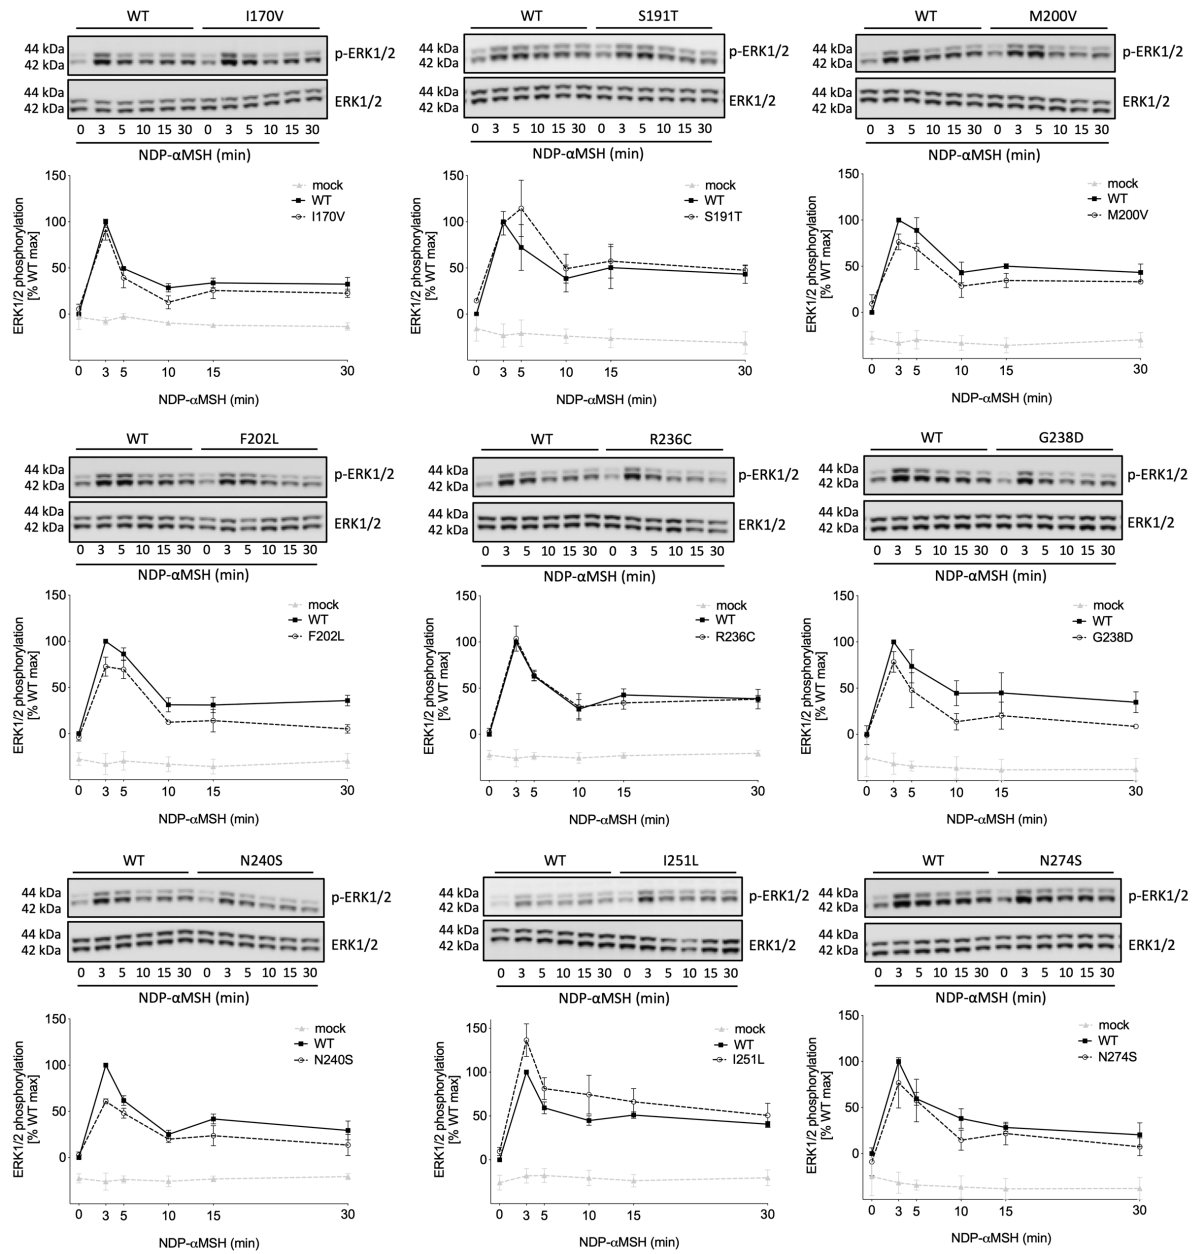 WT I170V
44 kDa
42 kDa
p-ERK1/2
44 kDa
42 kDa
ERK1/2
0 3 5 10 15 30 0 3 5 10 15 30
NDP-αMSH (min)
ERK1/2 phosphorylation
[% WT max]
150
100
50
0
mock
WT
I170V
0 3 5 10 15 30
NDP-αMSH (min)
WT S191T
44 kDa
42 kDa
p-ERK1/2
44 kDa
42 kDa
ERK1/2
0 3 5 10 15 30 0 3 5 10 15 30
NDP-αMSH (min)
ERK1/2 phosphorylation
[% WT max]
150
100
50
0
mock
WT
S191T
0 3 5 10 15 30
NDP-αMSH (min)
WT M200V
44 kDa
42 kDa
p-ERK1/2
44 kDa
42 kDa
ERK1/2
0 3 5 10 15 30 0 3 5 10 15 30
NDP-αMSH (min)
ERK1/2 phosphorylation
[% WT max]
150
100
50
0
mock
WT
M200V
0 3 5 10 15 30
NDP-αMSH (min)
WT F202L
44 kDa
42 kDa
p-ERK1/2
44 kDa
42 kDa
ERK1/2
0 3 5 10 15 30 0 3 5 10 15 30
NDP-αMSH (min)
ERK1/2 phosphorylation
[% WT max]
150
100
50
0
mock
WT
F202L
0 3 5 10 15 30
NDP-αMSH (min)
WT R236C
44 kDa
42 kDa
p-ERK1/2
44 kDa
42 kDa
ERK1/2
0 3 5 10 15 30 0 3 5 10 15 30
NDP-αMSH (min)
ERK1/2 phosphorylation
[% WT max]
150
100
50
0
mock
WT
R236C
0 3 5 10 15 30
NDP-αMSH (min)
WT G238D
44 kDa
42 kDa
p-ERK1/2
44 kDa
42 kDa
ERK1/2
0 3 5 10 15 30 0 3 5 10 15 30
NDP-αMSH (min)
ERK1/2 phosphorylation
[% WT max]
150
100
50
0
mock
WT
G238D
0 3 5 10 15 30
NDP-αMSH (min)
WT N240S
44 kDa
42 kDa
p-ERK1/2
44 kDa
42 kDa
ERK1/2
0 3 5 10 15 30 0 3 5 10 15 30
NDP-αMSH (min)
ERK1/2 phosphorylation
[% WT max]
150
100
50
0
mock
WT
N240S
0 3 5 10 15 30
NDP-αMSH (min)
WT I251L
44 kDa
42 kDa
p-ERK1/2
44 kDa
42 kDa
ERK1/2
0 3 5 10 15 30 0 3 5 10 15 30
NDP-αMSH (min)
ERK1/2 phosphorylation
[% WT max]
150
100
50
0
mock
WT
I251L
0 3 5 10 15 30
NDP-αMSH (min)
WT N274S
44 kDa
42 kDa
p-ERK1/2
44 kDa
42 kDa
ERK1/2
0 3 5 10 15 30 0 3 5 10 15 30
NDP-αMSH (min)
ERK1/2 phosphorylation
[% WT max]
150
100
50
0
mock
WT
N274S
0 3 5 10 15 30
NDP-αMSH (min)